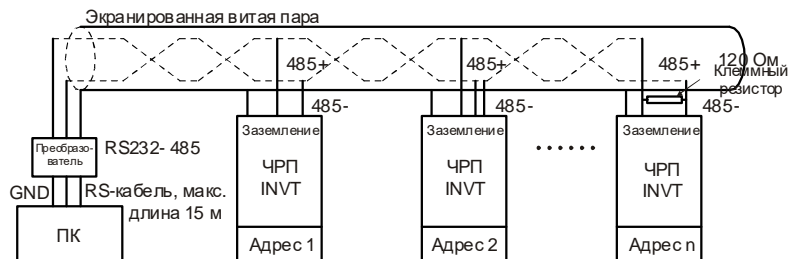 Экранированная витая пара
485+
485+
485+
120 Ом
Клеммный
резистор
485-
485-
485-
Заземление
Заземление
Заземление
Преобразо-
ватель
RS232- 485
ЧРП
INVT
ЧРП
INVT
......
ЧРП
INVT
GND
RS-кабель, макс.
длина 15 м
ПК
Адрес 1
Адрес 2
Адрес n